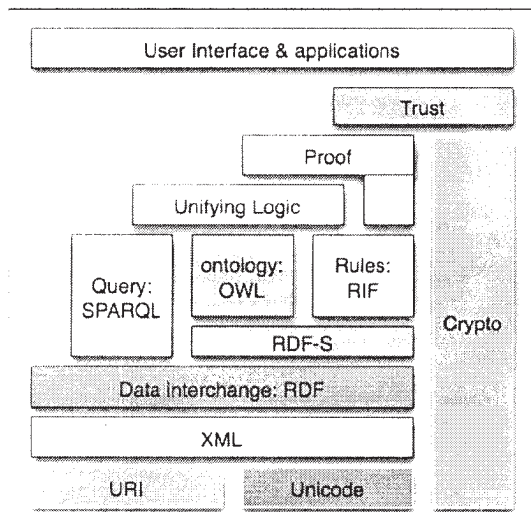 User Interface & applications
Trust
Proof
Unifying Logic
Query:
SPARQL
ontology:
OWL
Rules:
RIF
Crypto
RDF-S
Data interchange: RDF
XML
URI
Unicode